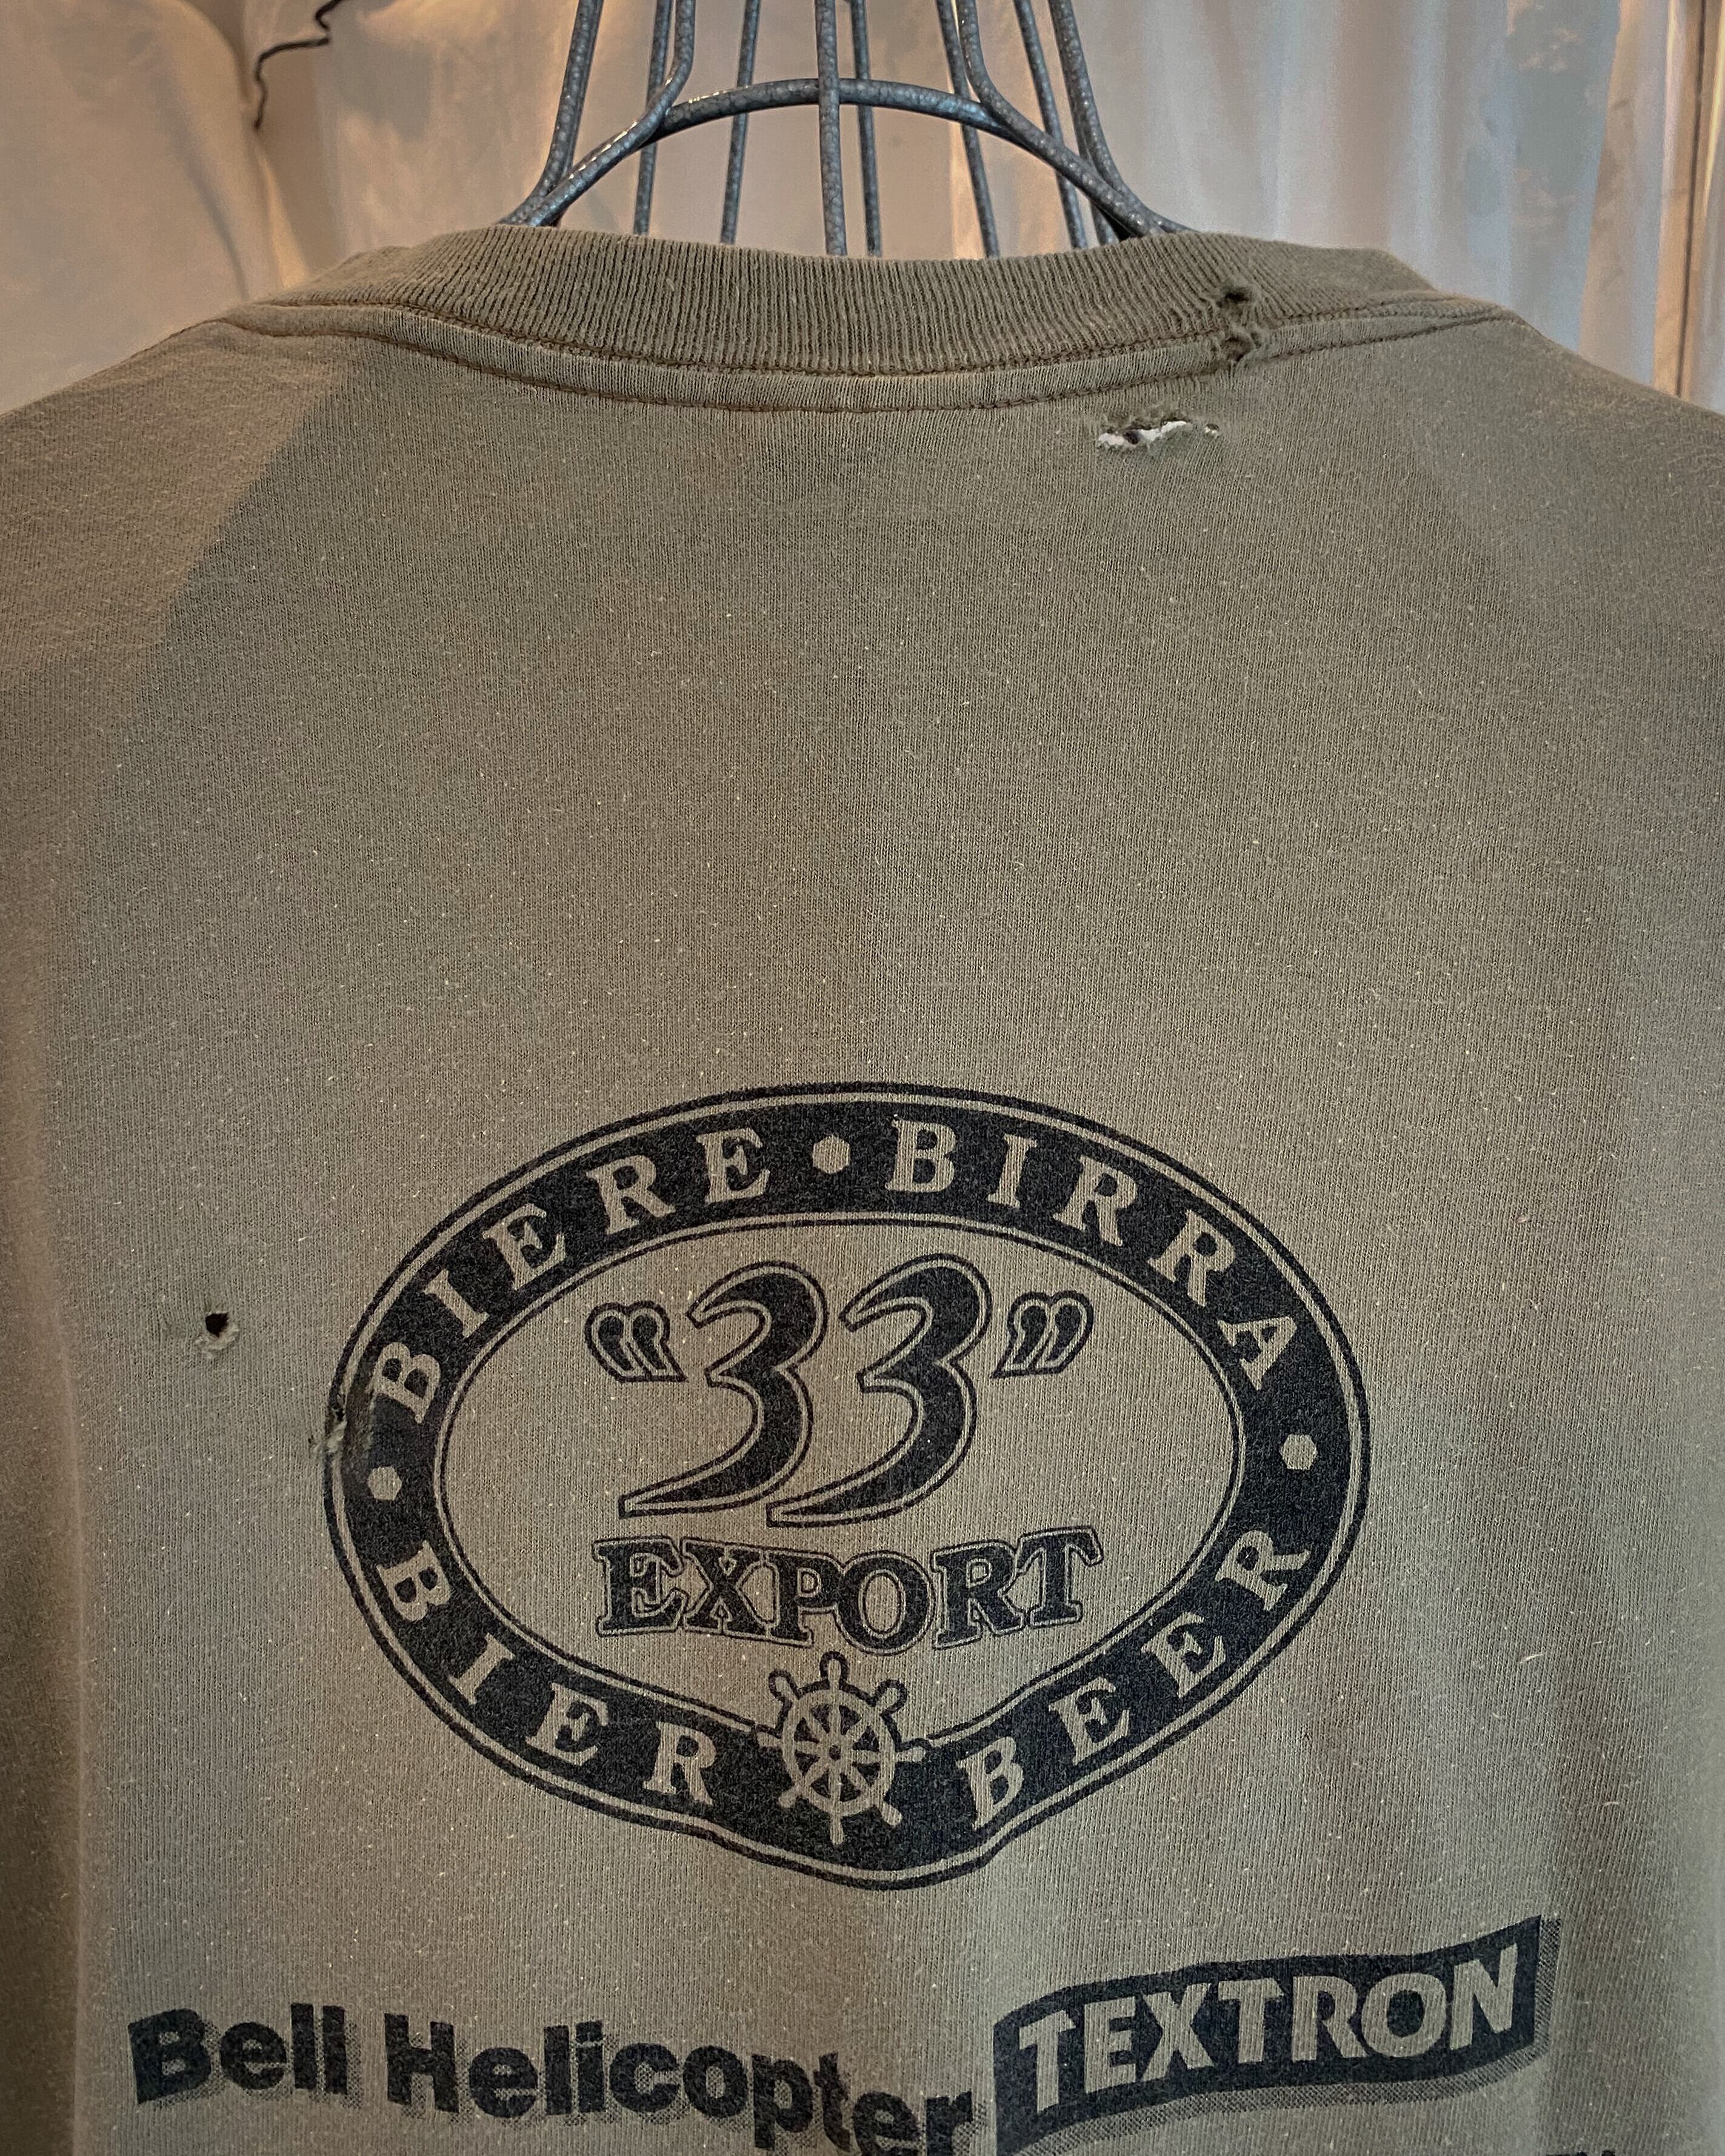 BIERE • BIRRA
"33"
EXPORT
• BIER BEER •
Bell Helicopter TEXTRON